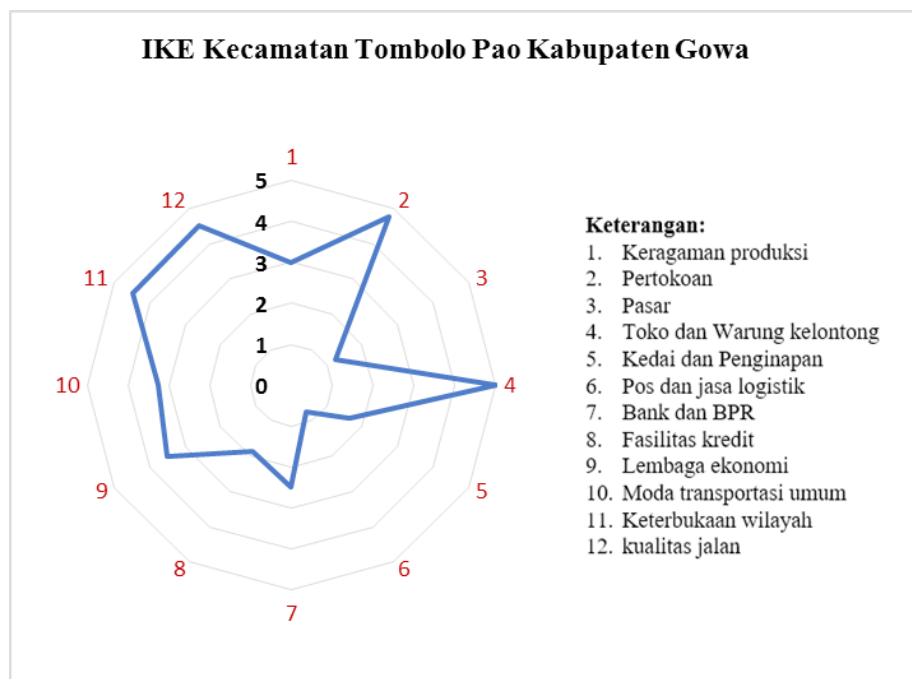 IKE Kecamatan Tombolo Pao Kabupaten Gowa
1
2
3
4
5
6
7
8
9
10
11
12
5
4
3
2
1
0
Keterangan:
1. Keragaman produksi
2. Pertokoan
3. Pasar
4. Toko dan Warung kelontong
5. Kedai dan Penginapan
6. Pos dan jasa logistik
7. Bank dan BPR
8. Fasilitas kredit
9. Lembaga ekonomi
10. Moda transportasi umum
11. Keterbukaan wilayah
12. kualitas jalan